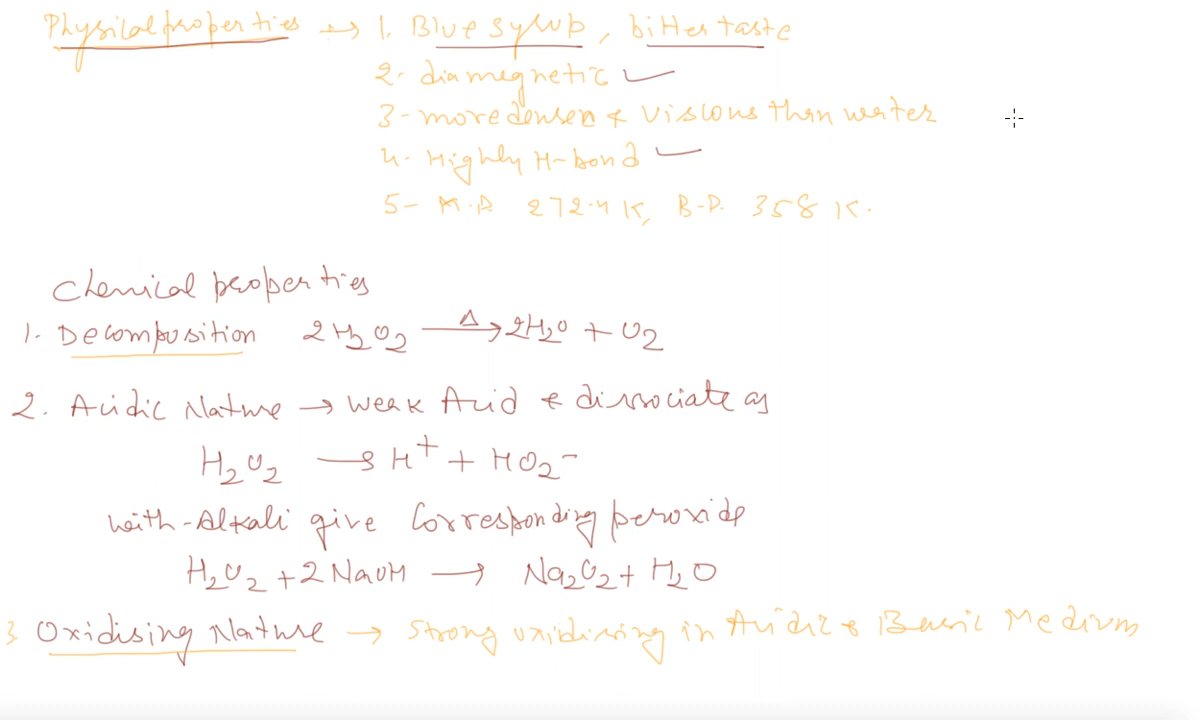 Physical properties → 1. Blue syrup, bitter taste
2- diamagnetic ✓
3- more denser & viscous than water
4. Highly H-bond ✓
5- M.P. 272.4 K, B.P. 358 K.
Chemical properties
1. Decomposition 2H2O2 —Δ→ 2H2O + O2
2. Acidic Nature → weak Acid & dissociate as
H2O2 → H+ + HO2-
with-Alkali give Corresponding peroxide
H2O2 + 2NaOH → Na2O2 + H2O
3 Oxidising Nature → Strong oxidising in Acidic & Basic Medium